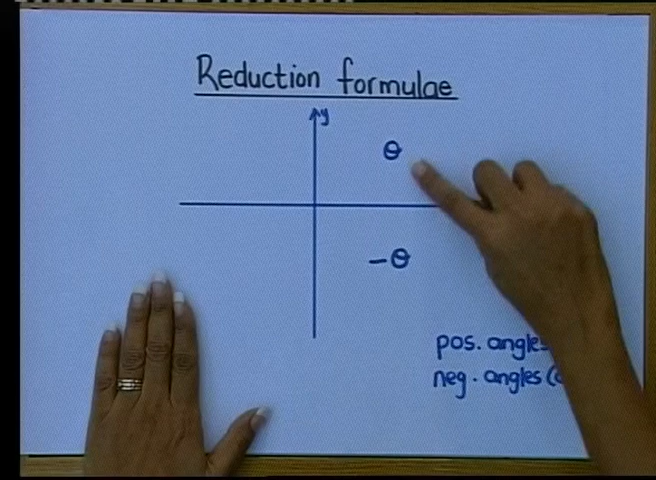 Reduction formulae
y
θ
-θ
pos. angles
neg. angles (